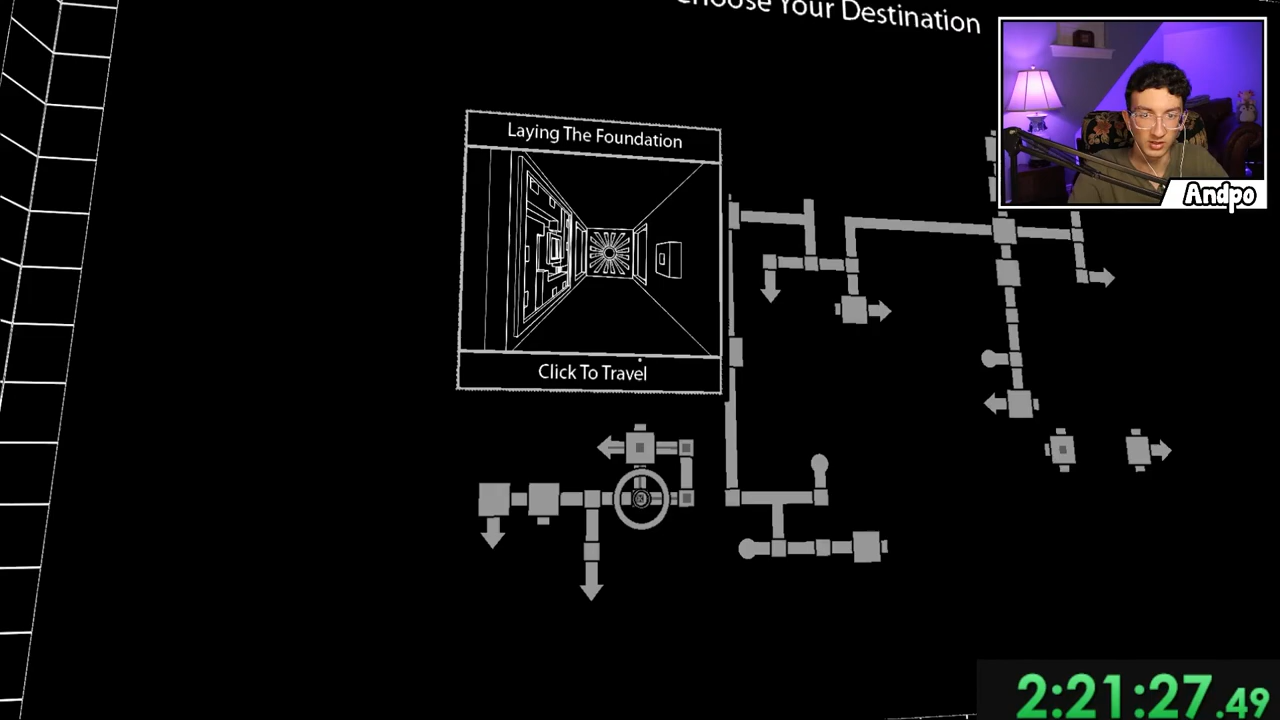 Choose Your Destination
Andpo
Laying The Foundation
Click To Travel
2:21:27.49